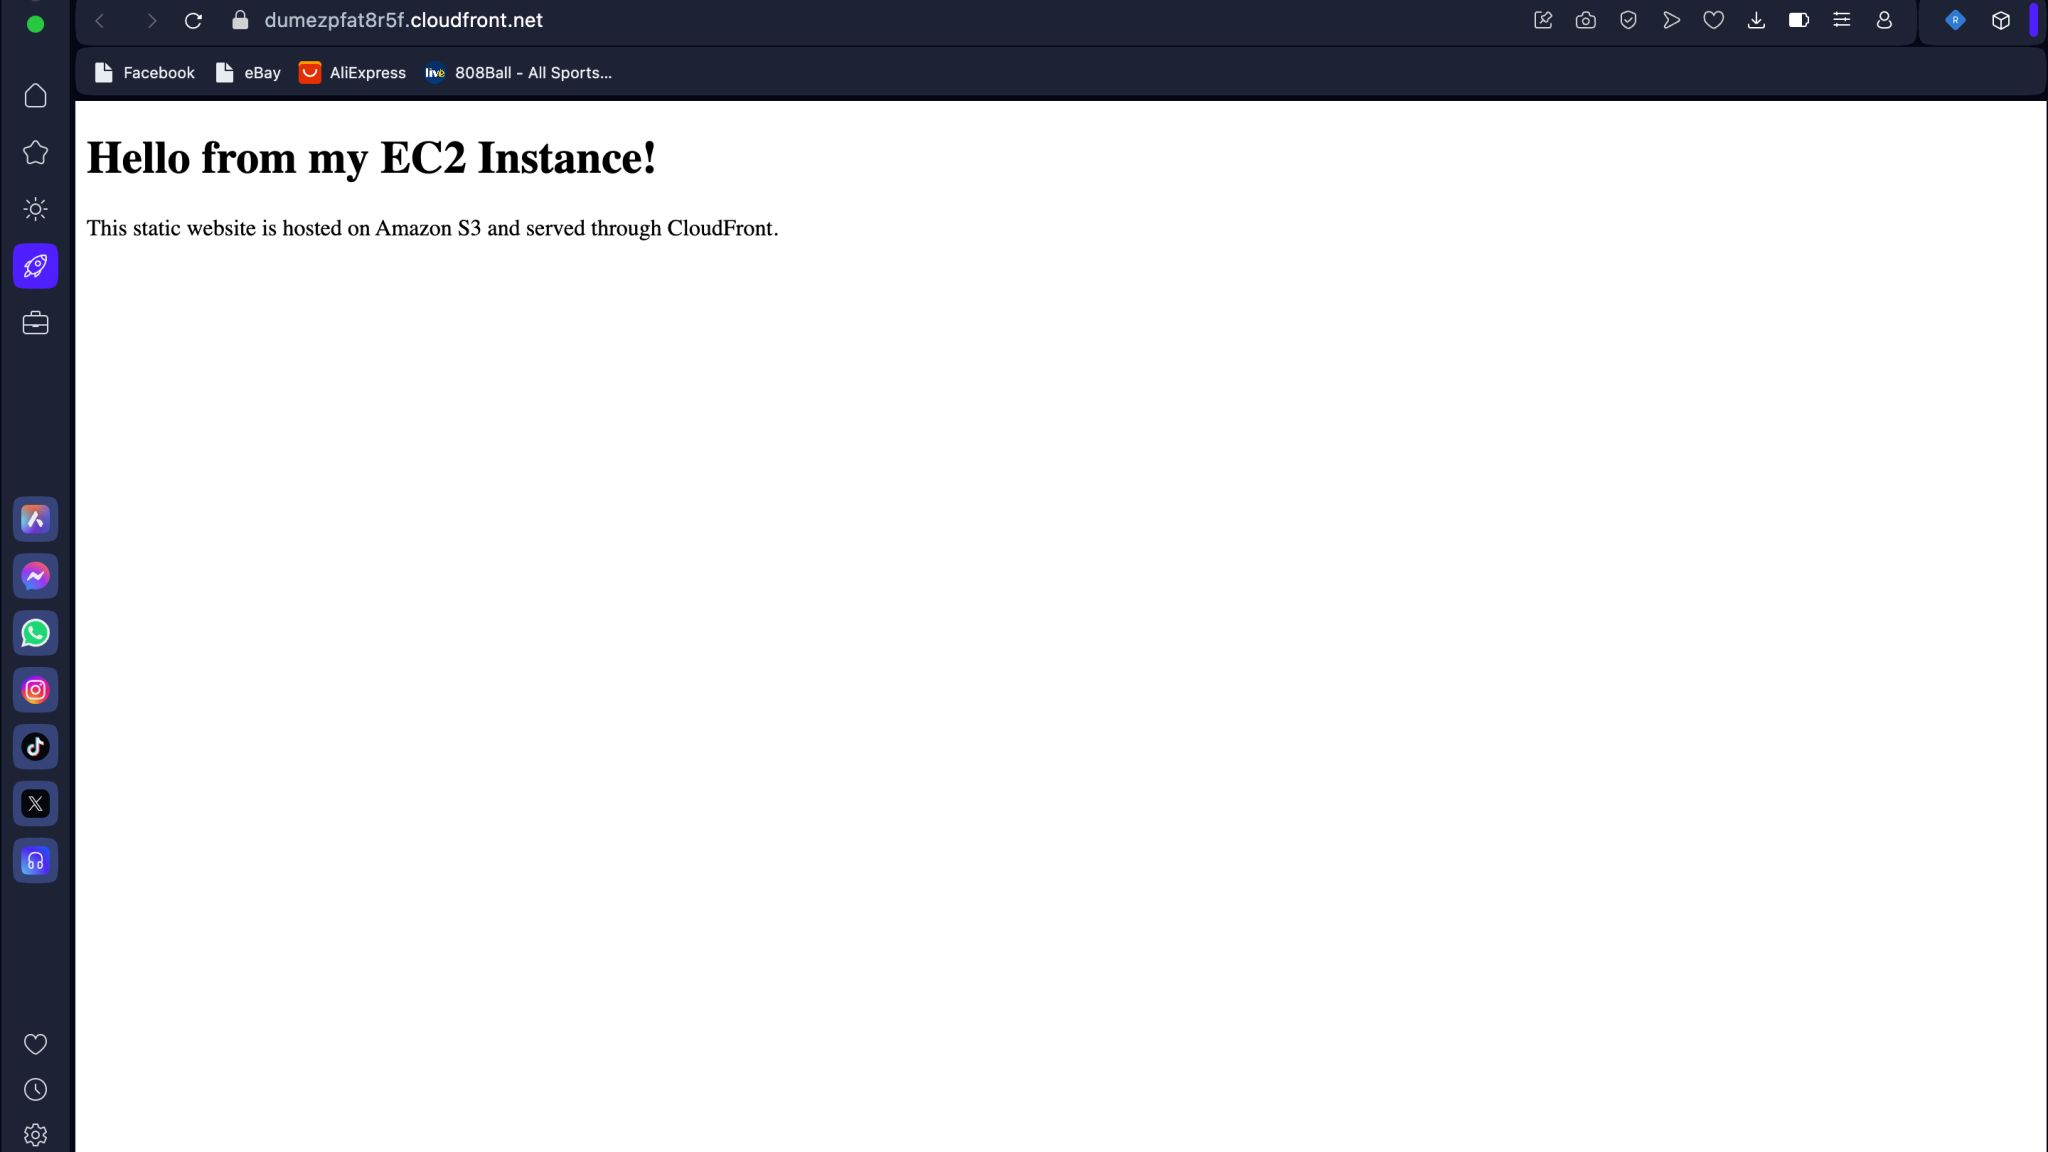 dumezpfat8r5f.cloudfront.net
Facebook eBay AliExpress live 808Ball - All Sports...
Hello from my EC2 Instance!
This static website is hosted on Amazon S3 and served through CloudFront.